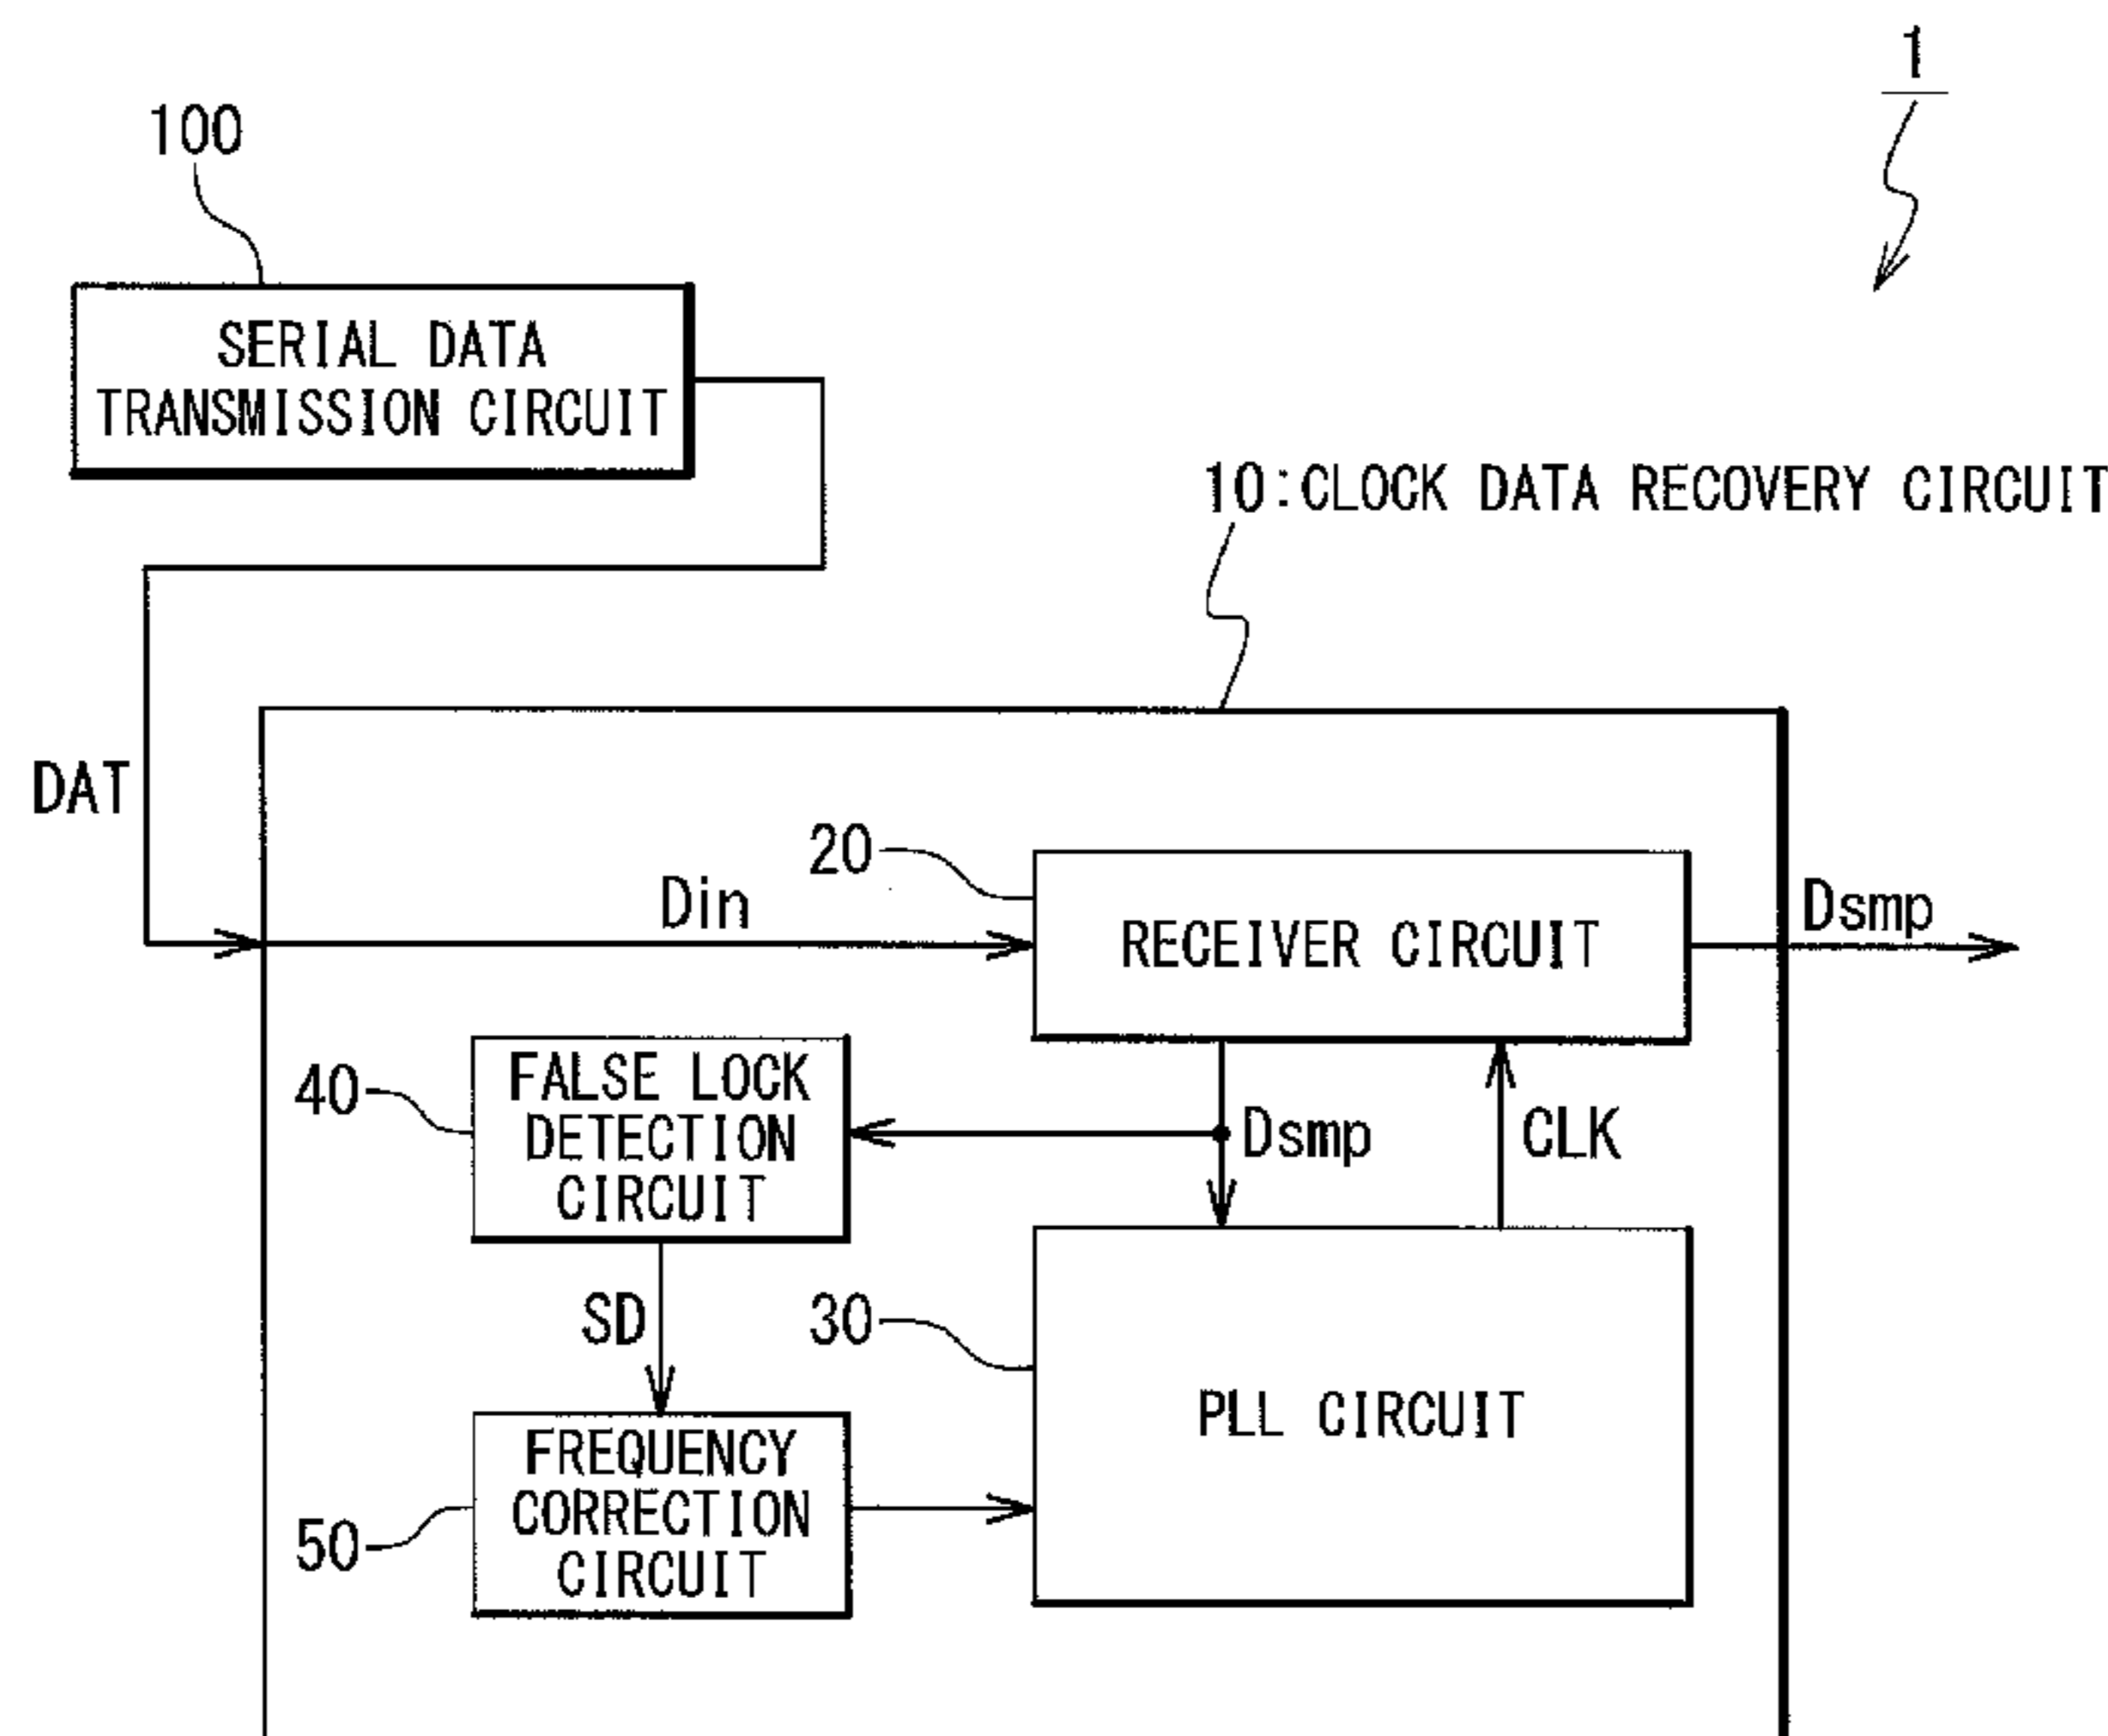 1
100
SERIAL DATA
TRANSMISSION CIRCUIT
10:CLOCK DATA RECOVERY CIRCUIT
DAT
Din
20
RECEIVER CIRCUIT
Dsmp
40
FALSE LOCK
DETECTION
CIRCUIT
Dsmp
CLK
SD
30
PLL CIRCUIT
50
FREQUENCY
CORRECTION
CIRCUIT